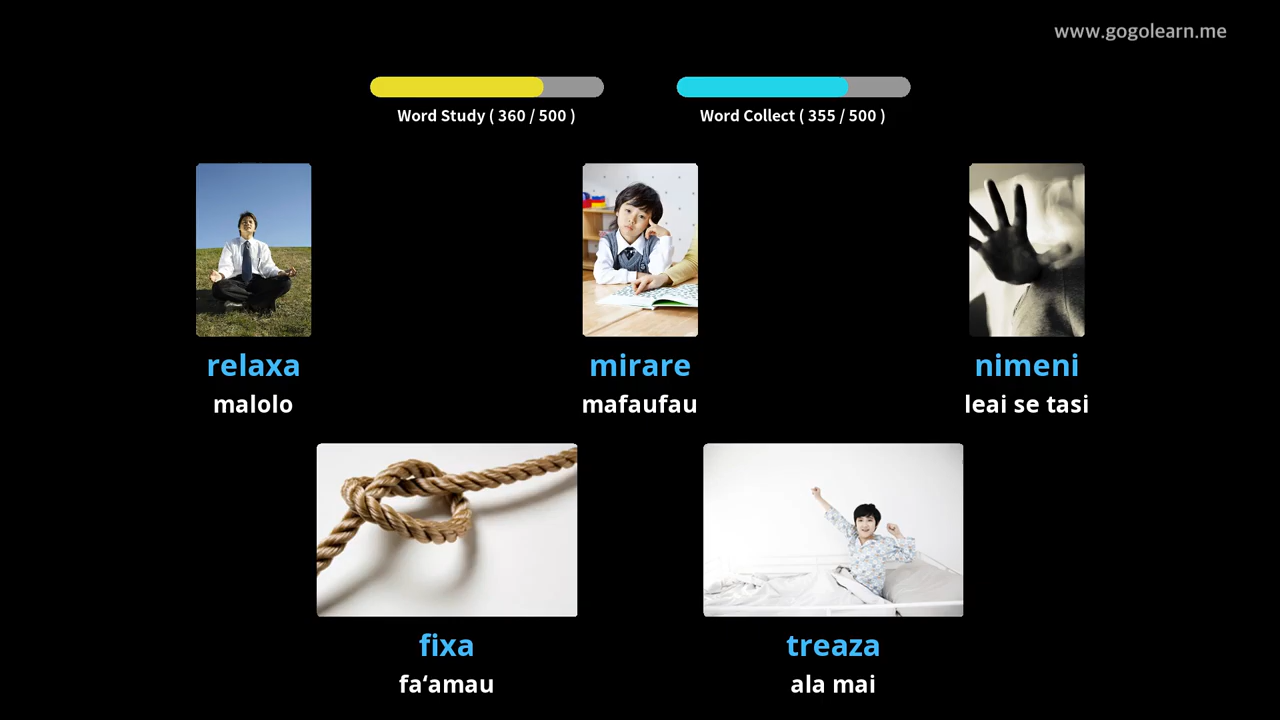 www.gogolearn.me
Word Study ( 360 / 500 )
Word Collect ( 355 / 500 )
relaxa
malolo
mirare
mafaufau
nimeni
leai se tasi
fixa
fa‘amau
treaza
ala mai